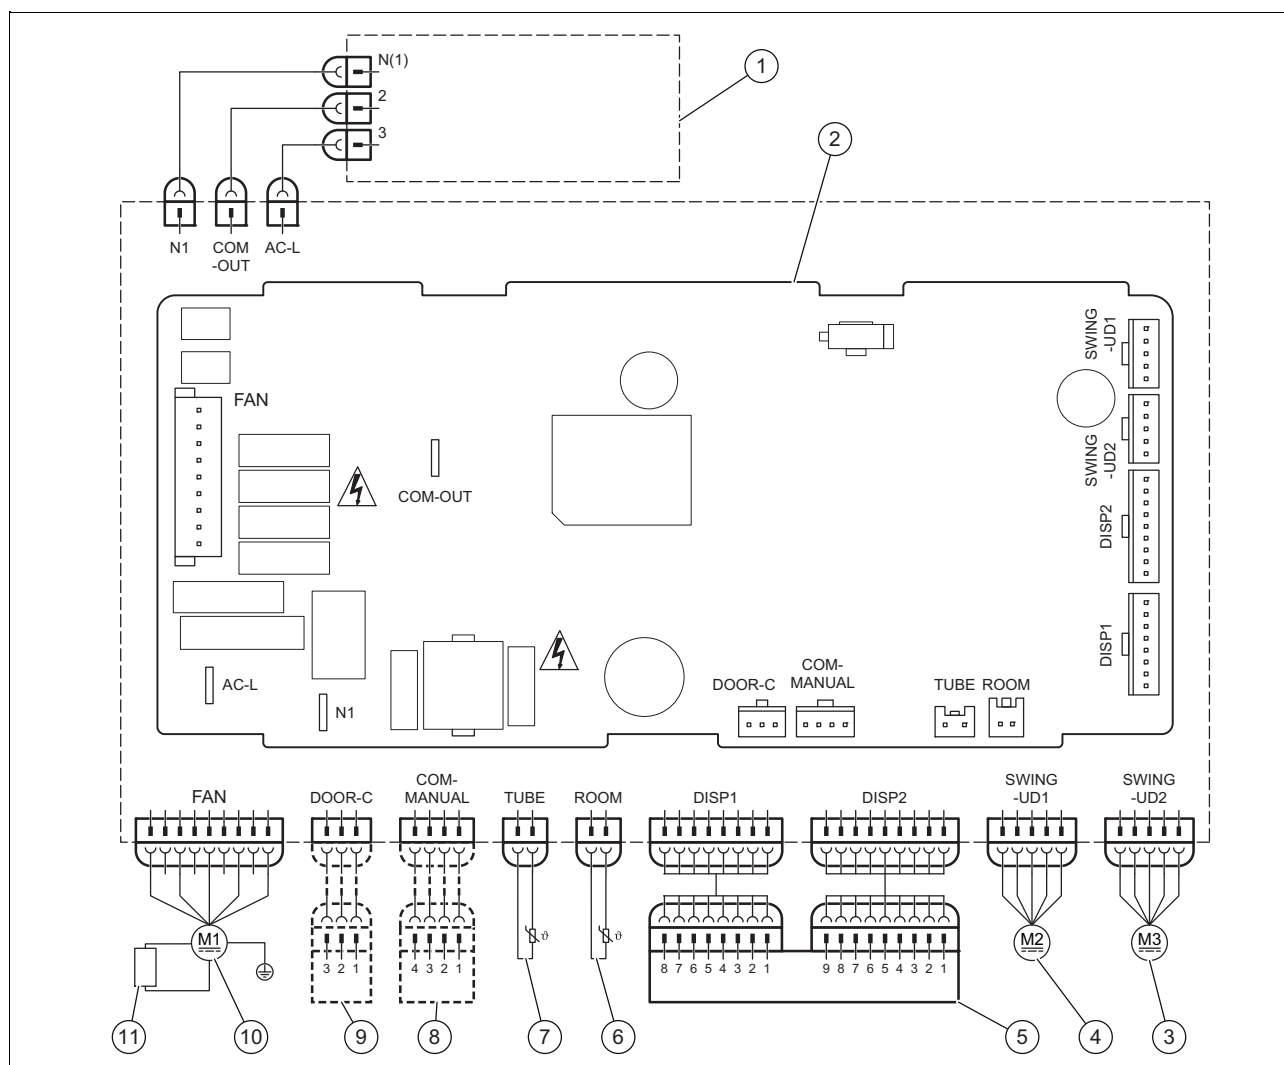 N(1)
1
2
3
2
N1
COM
-OUT
AC-L
SWING
-UD1
FAN
COM-OUT
SWING
-UD2
DISP2
DISP1
AC-L
N1
DOOR-C
COM-
MANUAL
TUBE
ROOM
FAN
DOOR-C
COM-
MANUAL
TUBE
ROOM
DISP1
DISP2
SWING
-UD1
SWING
-UD2
M1
ϑ
ϑ
M2
M3
3 2 1
4 3 2 1
8 7 6 5 4 3 2 1
9 8 7 6 5 4 3 2 1
11
10
9
8
7
6
5
4
3